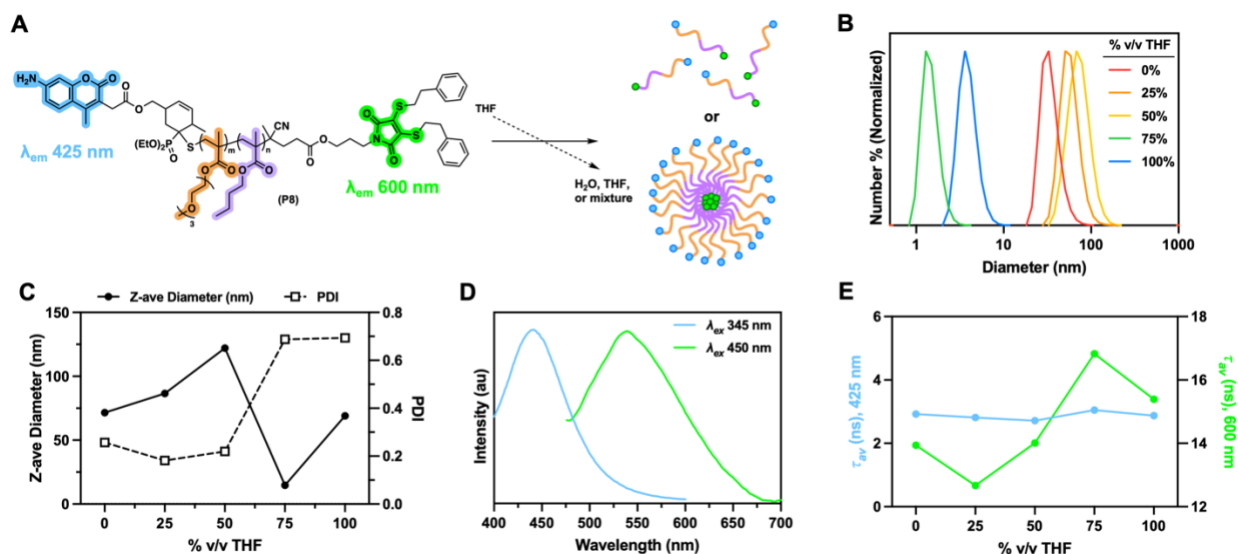 A
H₂N
O
O
O
O
(EtO)₂P
O
S
m
n
CN
O
O
O
O
O
O
O
3
(P8)
O
O
O
N
S
S
λem 425 nm
λem 600 nm
THF
H₂O, THF,
or mixture
or
B
Number % (Normalized)
% v/v THF
0%
25%
50%
75%
100%
1
10
100
1000
Diameter (nm)
C
Z-ave Diameter (nm)
PDI
Z-ave Diameter (nm)
150
100
50
0
0.8
0.6
0.4
0.2
0.0
PDI
0
25
50
75
100
% v/v THF
D
Intensity (au)
λex 345 nm
λex 450 nm
400
450
500
550
600
650
700
Wavelength (nm)
E
τav (ns), 425 nm
6
4
2
0
18
16
14
12
τav (ns), 600 nm
0
25
50
75
100
% v/v THF